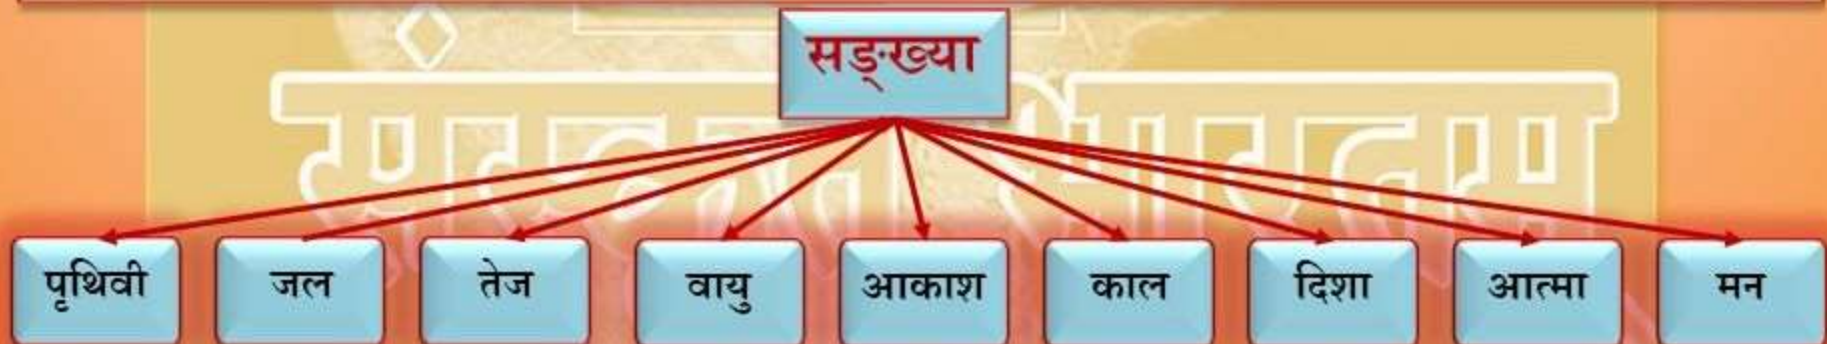 सङ्ख्या
पृथिवी जल तेज वायु आकाश काल दिशा आत्मा मन